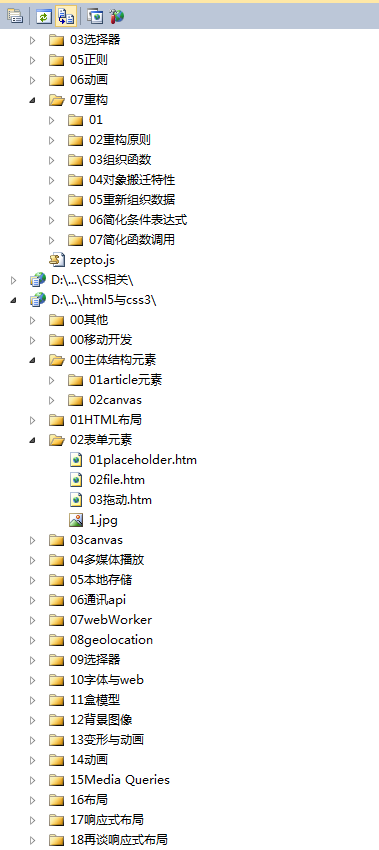 03选择器
05正则
06动画
07重构
01
02重构原则
03组织函数
04对象搬迁特性
05重新组织数据
06简化条件表达式
07简化函数调用
zepto.js
D:\...\CSS相关\
D:\...\html5与css3\
00其他
00移动开发
00主体结构元素
01article元素
02canvas
01HTML布局
02表单元素
01placeholder.htm
02file.htm
03拖动.htm
1.jpg
03canvas
04多媒体播放
05本地存储
06通讯api
07webWorker
08geolocation
09选择器
10字体与web
11盒模型
12背景图像
13变形与动画
14动画
15Media Queries
16布局
17响应式布局
18再谈响应式布局